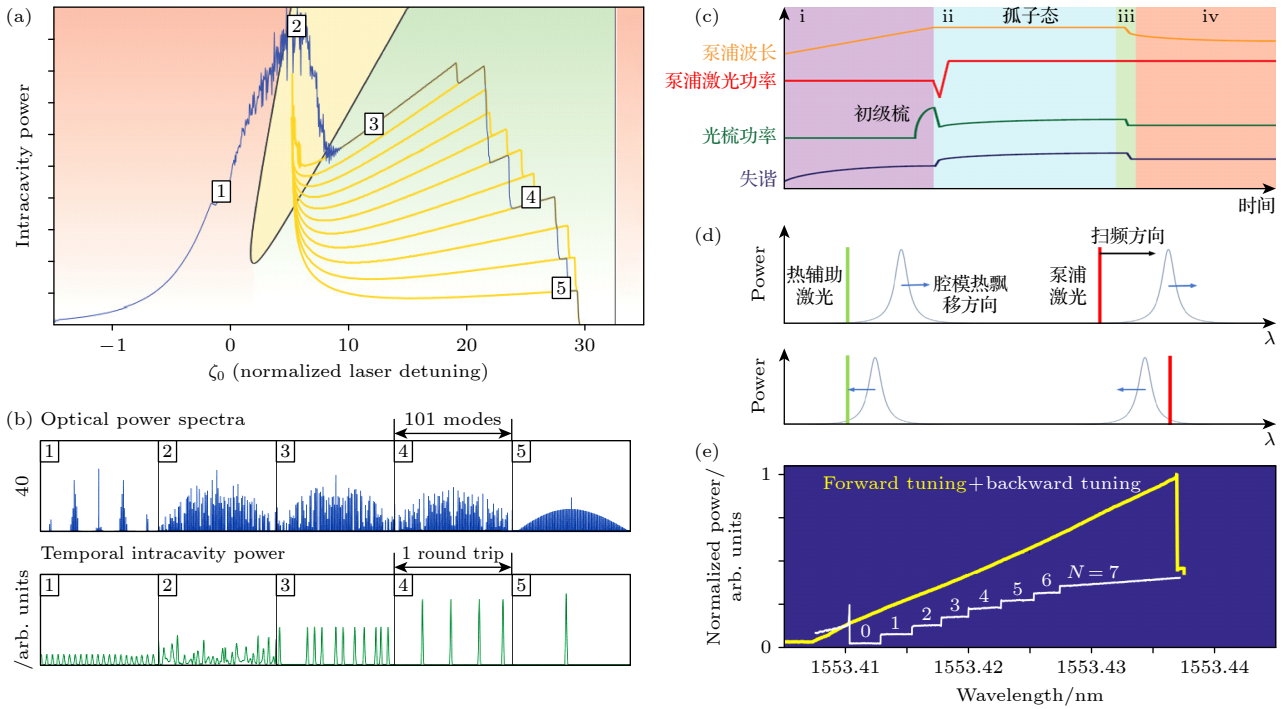 (a)
Intracavity power
1
2
3
4
5
−1
0
10
20
30
ζ0 (normalized laser detuning)
(b)
Optical power spectra
101 modes
40
1
2
3
4
5
Temporal intracavity power
1 round trip
/arb. units
1
2
3
4
5
(c)
i
ii
孤子态
iii
iv
泵浦波长
泵浦激光功率
初级梳
光梳功率
失谐
时间
(d)
Power
热辅助
激光
腔模热飘
移方向
泵浦
激光
扫频方向
λ
Power
λ
(e)
Normalized power/
arb. units
1
0
Forward tuning+backward tuning
0
1
2
3
4
5
6
N=7
1553.41
1553.42
1553.43
1553.44
Wavelength/nm